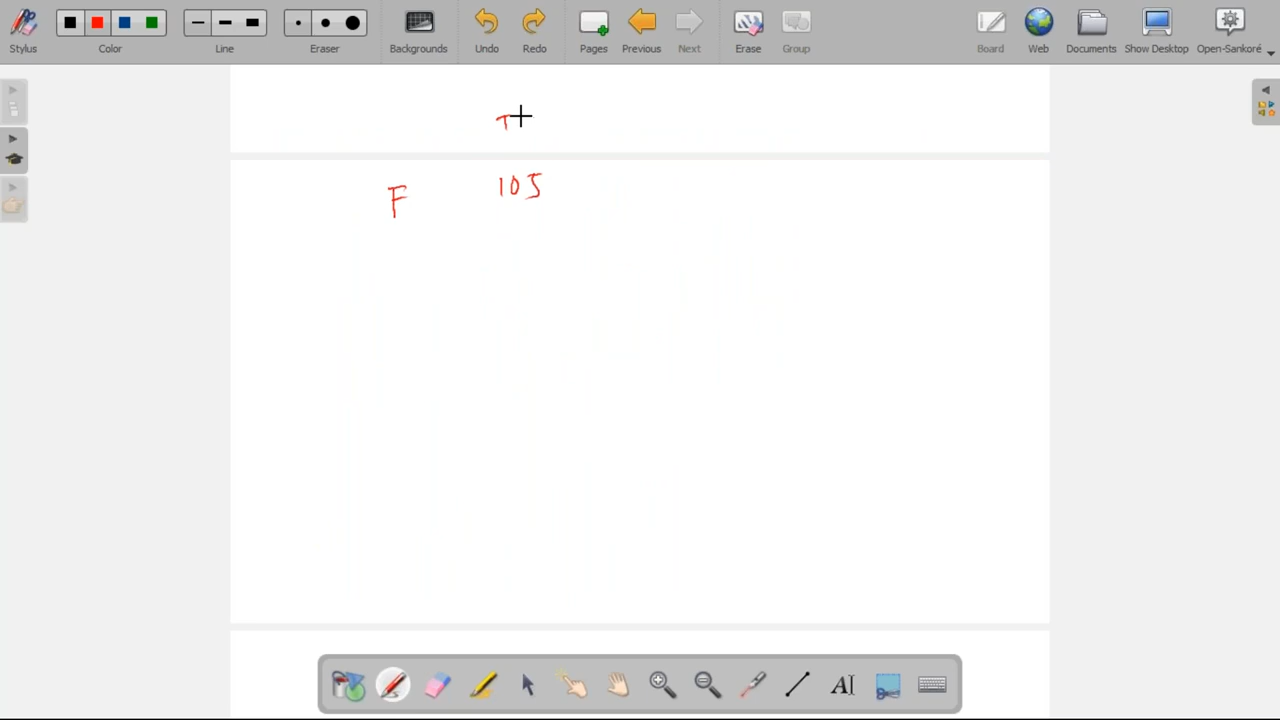 Stylus Color Line Eraser Backgrounds Undo Redo Pages Previous Next Erase Group Board Web Documents Show Desktop Open-Sankoré
T
F 105